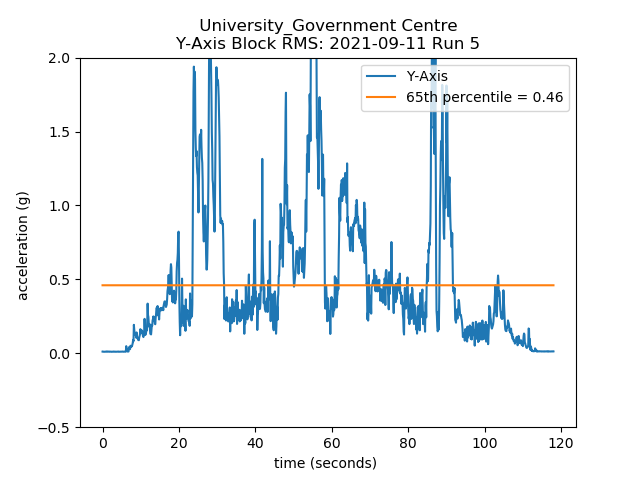 University_Government Centre
Y-Axis Block RMS: 2021-09-11 Run 5
Y-Axis
65th percentile = 0.46
acceleration (g)
2.0
1.5
1.0
0.5
0.0
−0.5
0 20 40 60 80 100 120
time (seconds)